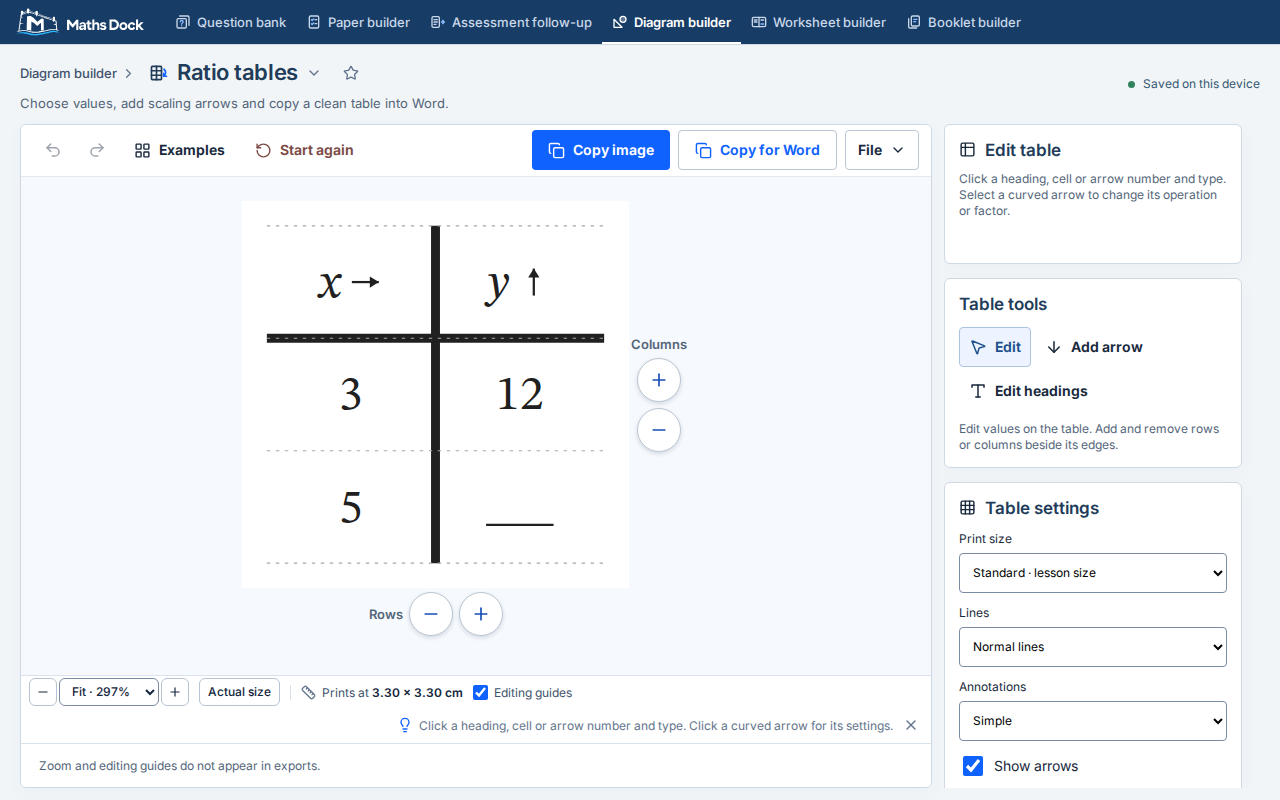 Maths Dock
Question bank
Paper builder
Assessment follow-up
Diagram builder
Worksheet builder
Booklet builder
Diagram builder
Ratio tables
Saved on this device
Choose values, add scaling arrows and copy a clean table into Word.
Examples
Start again
Copy image
Copy for Word
File
x → y ↑
3 12
5
Columns
+
−
Rows − +
− Fit · 297% + Actual size Prints at 3.30 × 3.30 cm Editing guides
Click a heading, cell or arrow number and type. Click a curved arrow for its settings.
Zoom and editing guides do not appear in exports.
Edit table
Click a heading, cell or arrow number and type.
Select a curved arrow to change its operation
or factor.
Table tools
Edit
Add arrow
Edit headings
Edit values on the table. Add and remove rows
or columns beside its edges.
Table settings
Print size
Standard · lesson size
Lines
Normal lines
Annotations
Simple
Show arrows